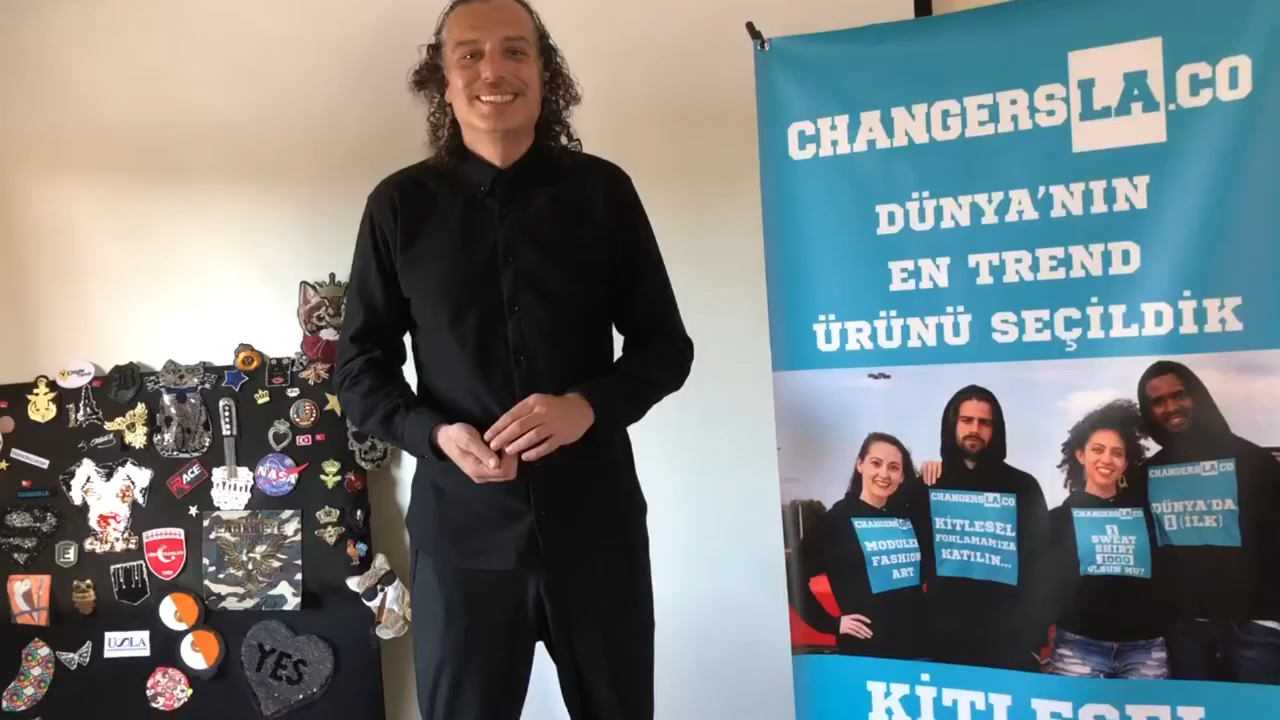 CHANGERSLA.CO
DÜNYA'NIN
EN TREND
ÜRÜNÜ SEÇİLDİK
CHANGERSLA.CO
MODULER
FASHION
ART
CHANGERSLA.CO
KİTLESEL
FONLAMAMIZA
KATILIN...
CHANGERSLA.CO
1
SWEAT
SHIRT
1000
OLSUN MU?
CHANGERSLA.CO
DÜNYA'DA
1 (İLK)
KİTLESEL
RACE
NASA
YES